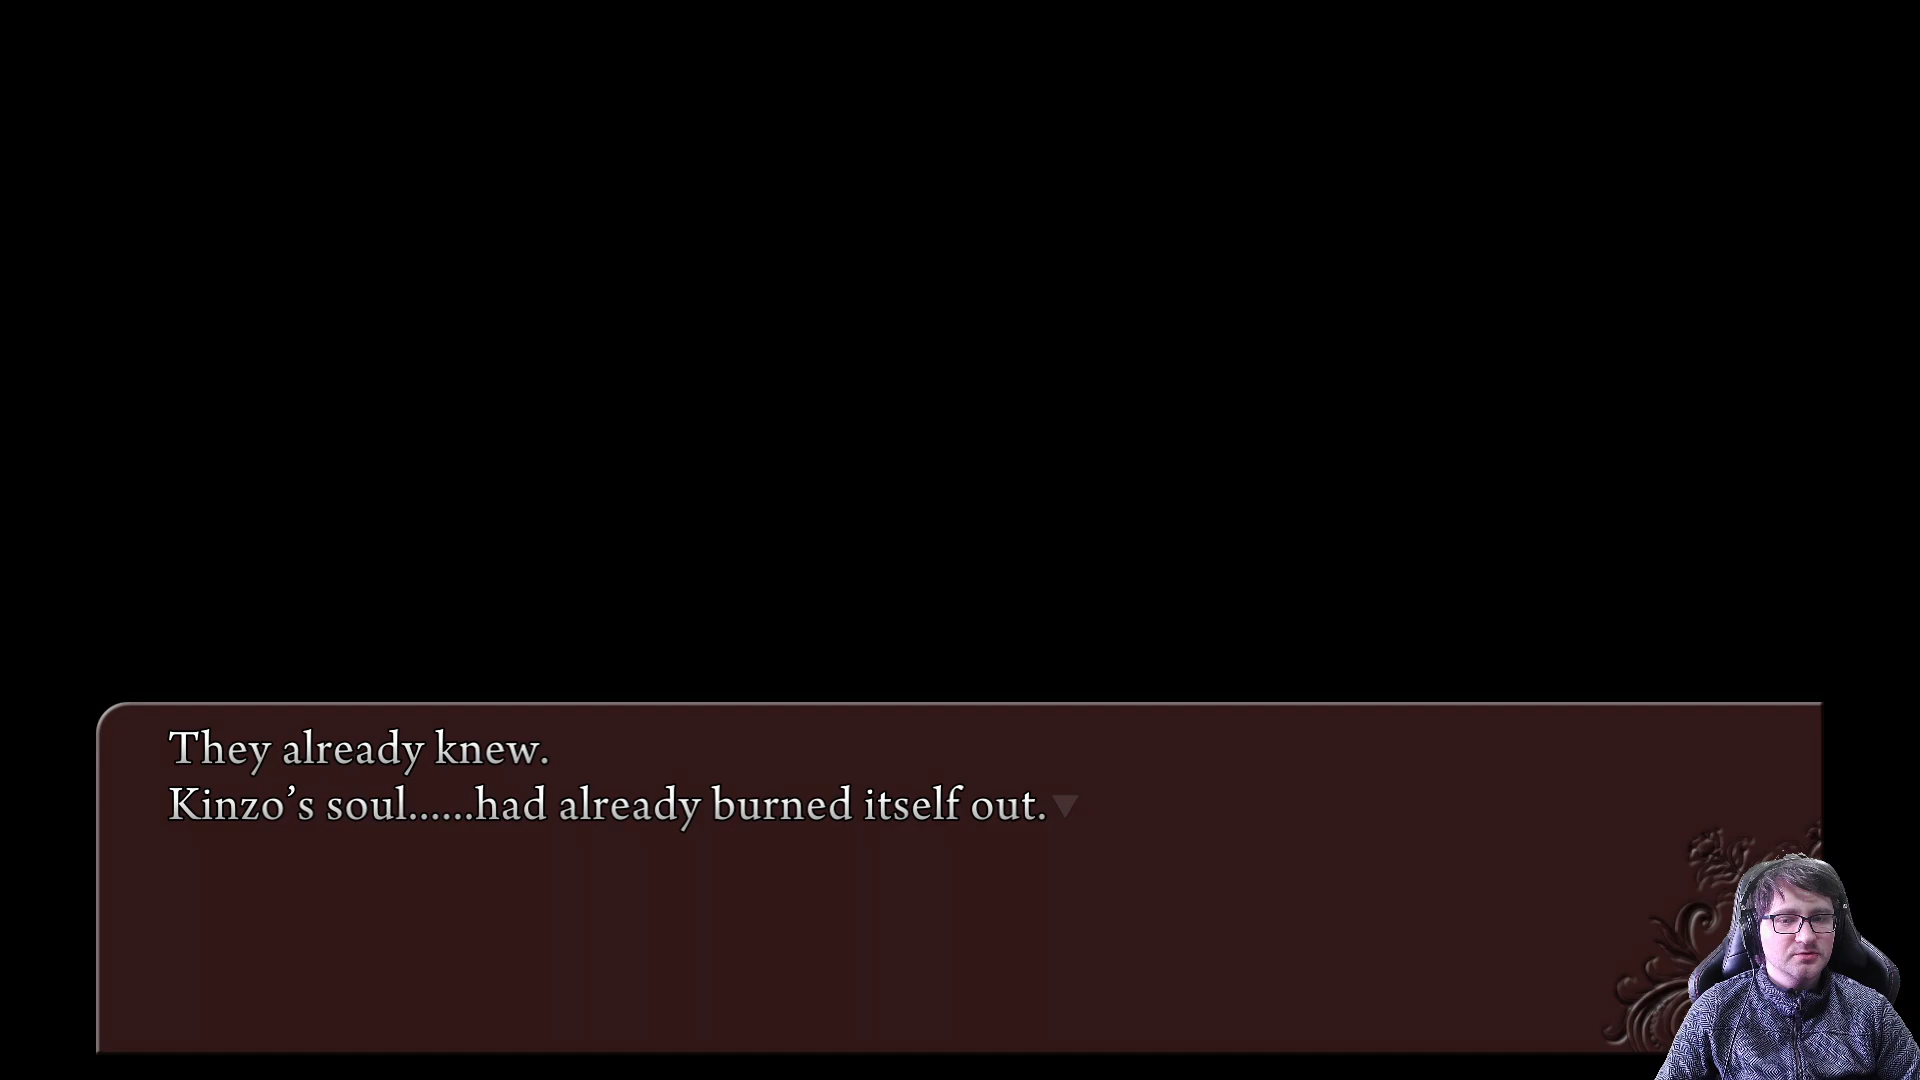 They already knew.
Kinzo’s soul......had already burned itself out.